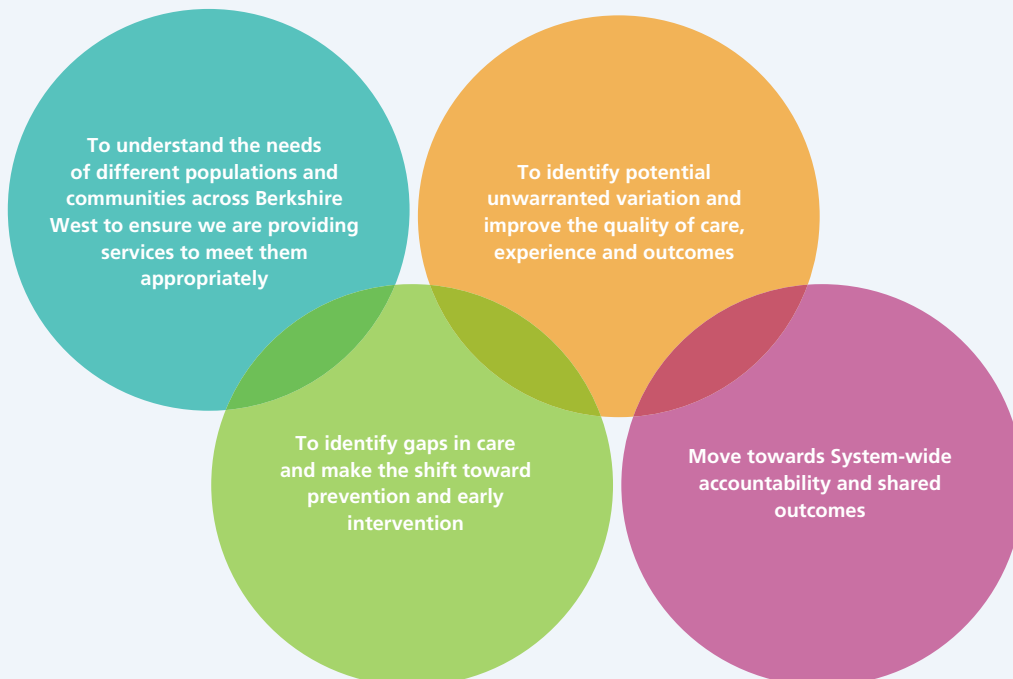 To understand the needs
of different populations and
communities across Berkshire
West to ensure we are providing
services to meet them
appropriately
To identify potential
unwarranted variation and
improve the quality of care,
experience and outcomes
To identify gaps in care
and make the shift toward
prevention and early
intervention
Move towards System-wide
accountability and shared
outcomes